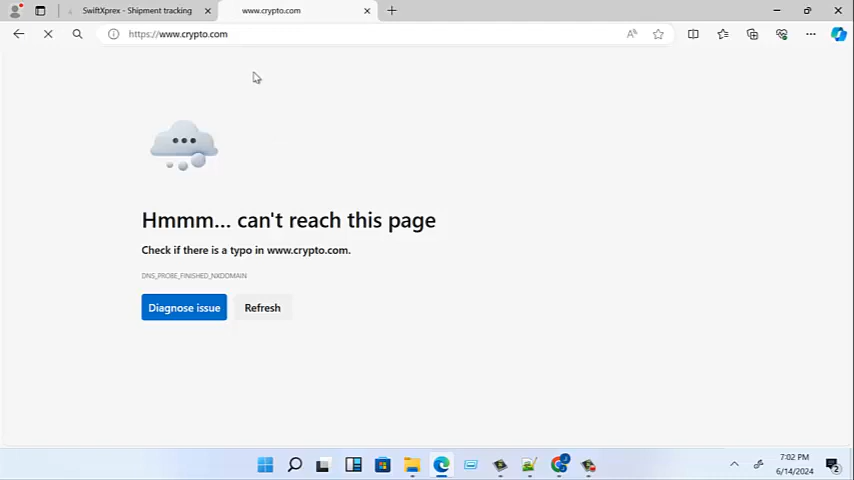 SwiftXprex - Shipment tracking
www.crypto.com
https://www.crypto.com
Hmmm... can't reach this page
Check if there is a typo in www.crypto.com.
DNS_PROBE_FINISHED_NXDOMAIN
Diagnose issue
Refresh
7:02 PM
6/14/2024
2